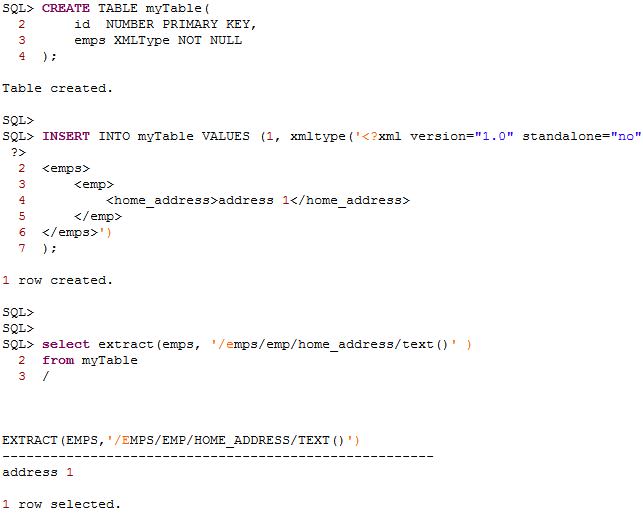 SQL> CREATE TABLE myTable(
  2      id  NUMBER PRIMARY KEY,
  3      emps XMLType NOT NULL
  4  );

Table created.

SQL>
SQL> INSERT INTO myTable VALUES (1, xmltype('<?xml version="1.0" standalone="no"
 ?>
  2  <emps>
  3      <emp>
  4          <home_address>address 1</home_address>
  5      </emp>
  6  </emps>')
  7  );

1 row created.

SQL>
SQL>
SQL> select extract(emps, '/emps/emp/home_address/text()' )
  2  from myTable
  3  /

EXTRACT(EMPS,'/EMPS/EMP/HOME_ADDRESS/TEXT()')
------------------------------------------------------
address 1

1 row selected.